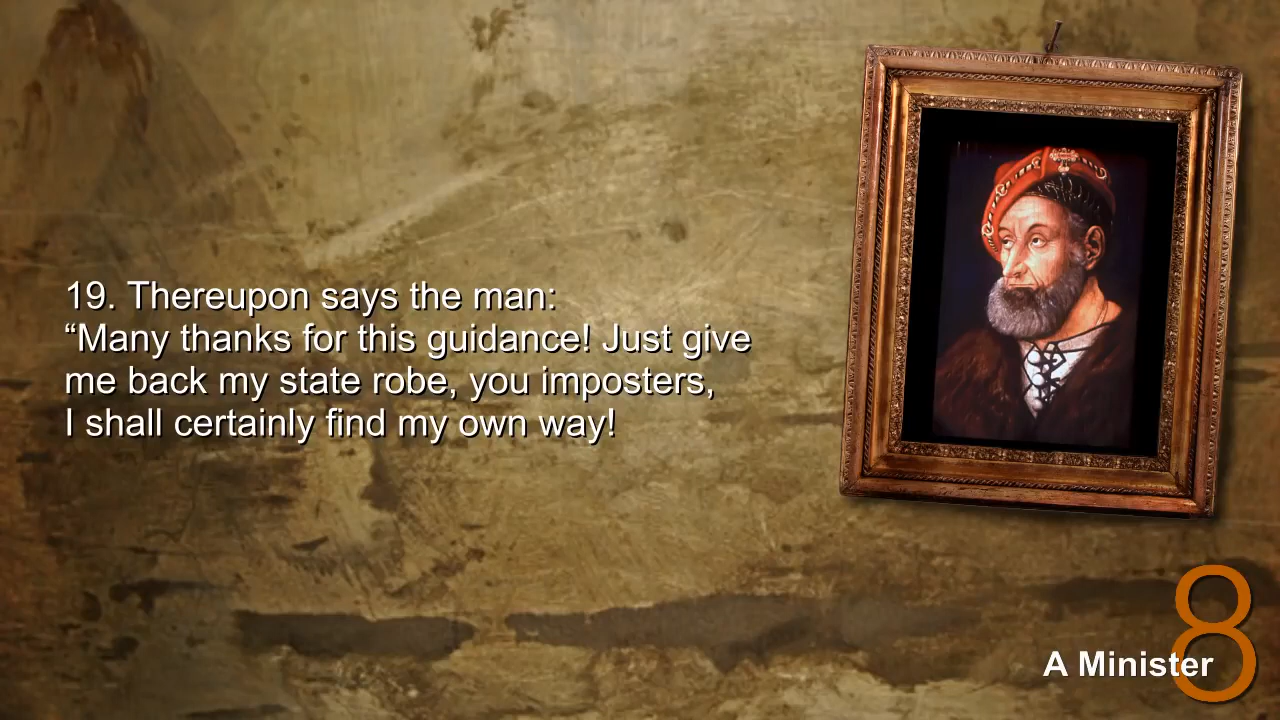 19. Thereupon says the man:
“Many thanks for this guidance! Just give
me back my state robe, you imposters,
I shall certainly find my own way!
8
A Minister